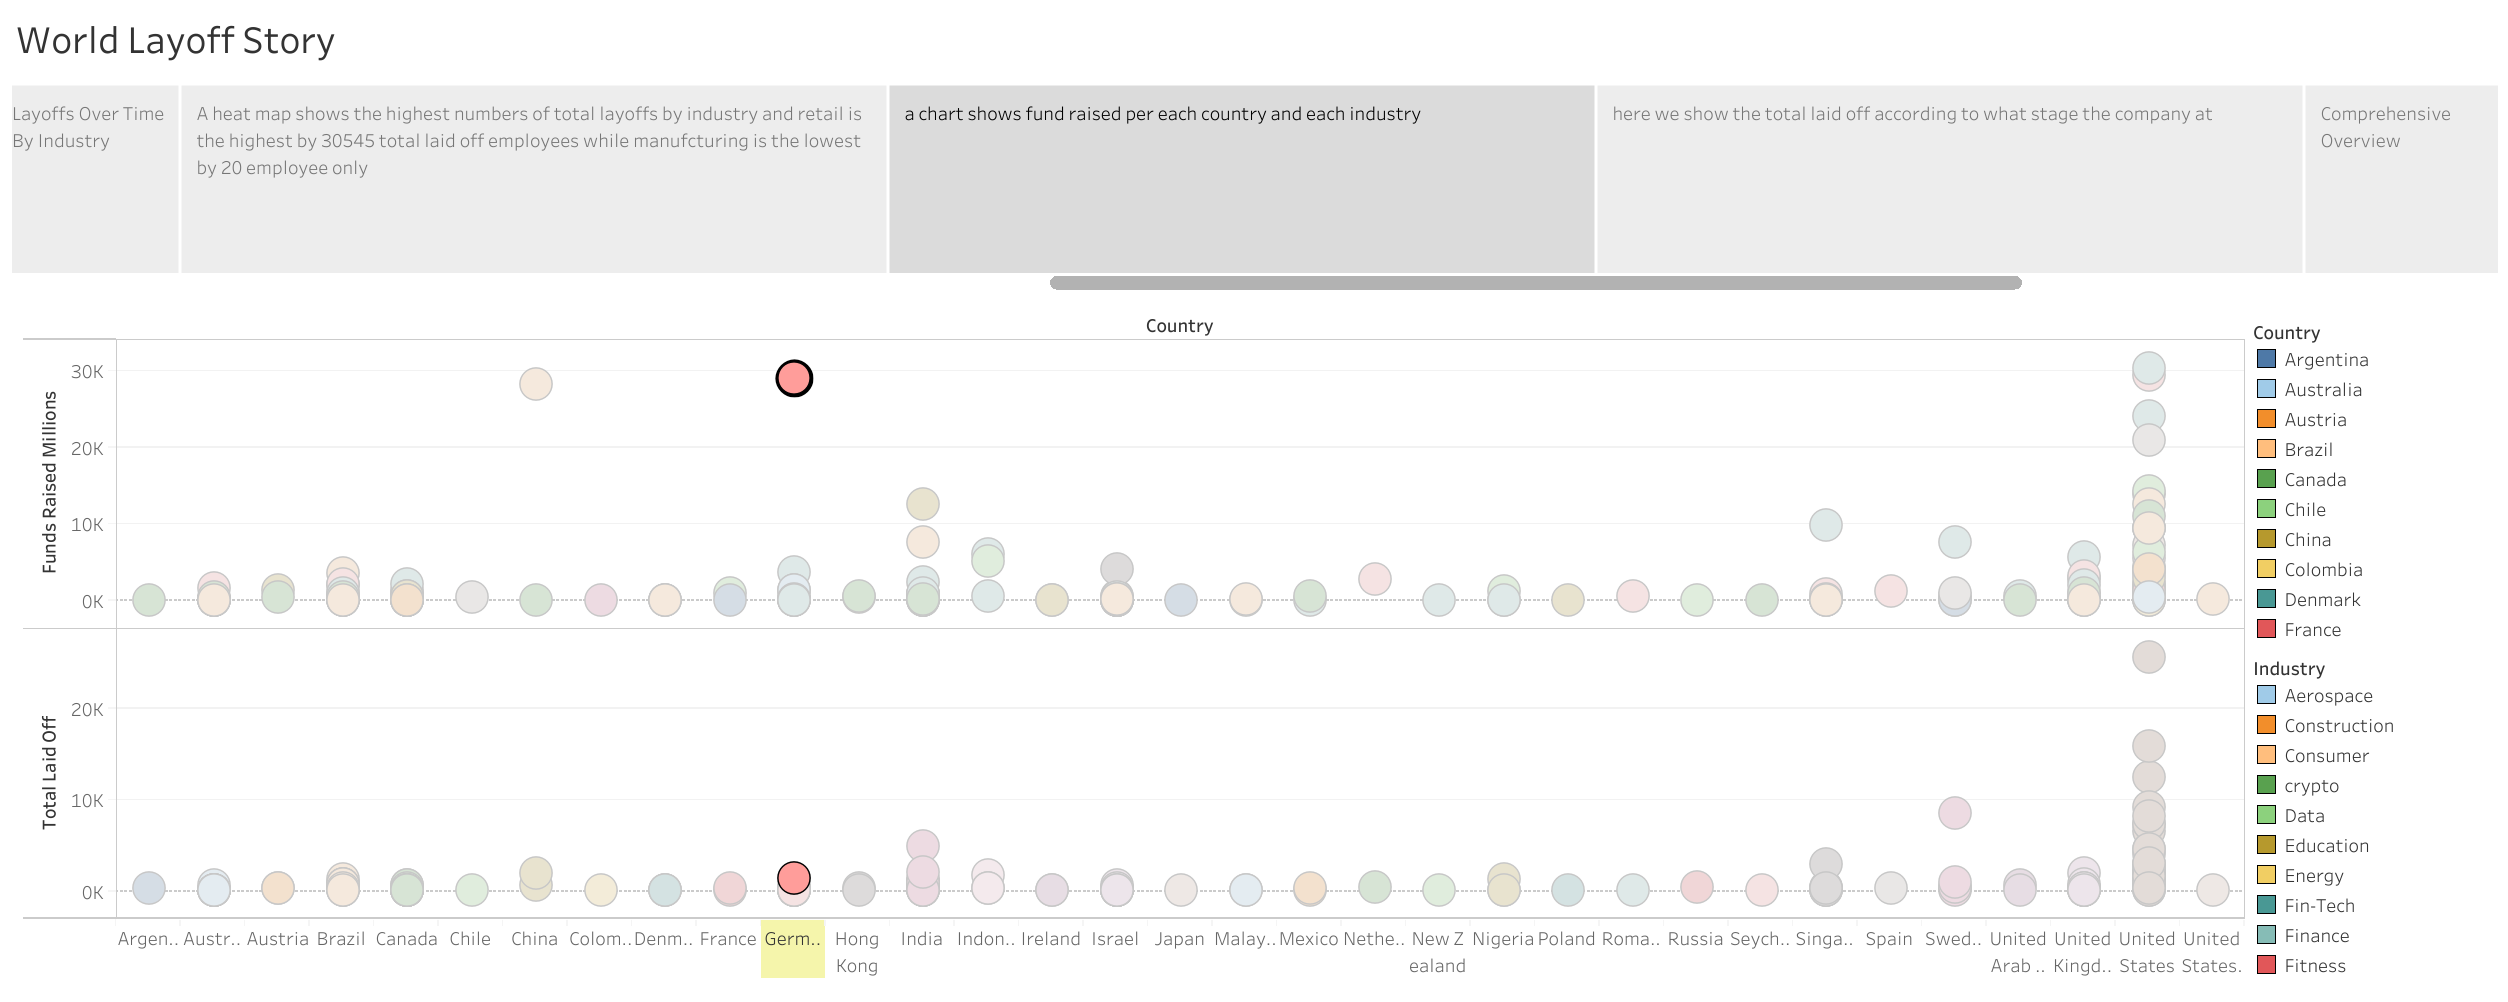 World Layoff Story
Layoffs Over Time
By Industry
A heat map shows the highest numbers of total layoffs by industry and retail is
the highest by 30545 total laid off employees while manufcturing is the lowest
by 20 employee only
a chart shows fund raised per each country and each industry
here we show the total laid off according to what stage the company at
Comprehensive
Overview
Country
Funds Raised Millions
30K
20K
10K
0K
Total Laid Off
20K
10K
0K
Argen..
Austr..
Austria
Brazil
Canada
Chile
China
Colom..
Denm..
France
Germ..
Hong
Kong
India
Indon..
Ireland
Israel
Japan
Malay..
Mexico
Nethe..
New Z
ealand
Nigeria
Poland
Roma..
Russia
Seych..
Singa..
Spain
Swed..
United
Arab ..
United
Kingd..
United
States
United
States.
Country
Argentina
Australia
Austria
Brazil
Canada
Chile
China
Colombia
Denmark
France
Industry
Aerospace
Construction
Consumer
crypto
Data
Education
Energy
Fin-Tech
Finance
Fitness